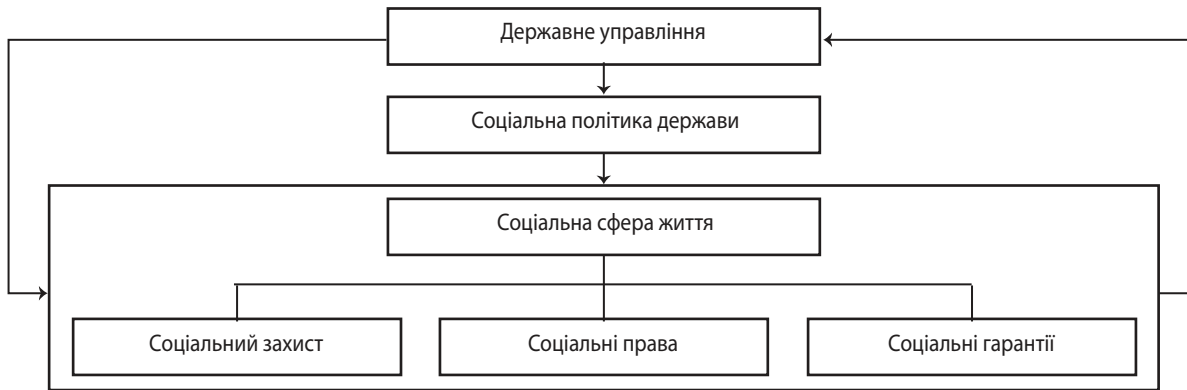 Державне управління
Соціальна політика держави
Соціальна сфера життя
Соціальний захист
Соціальні права
Соціальні гарантії